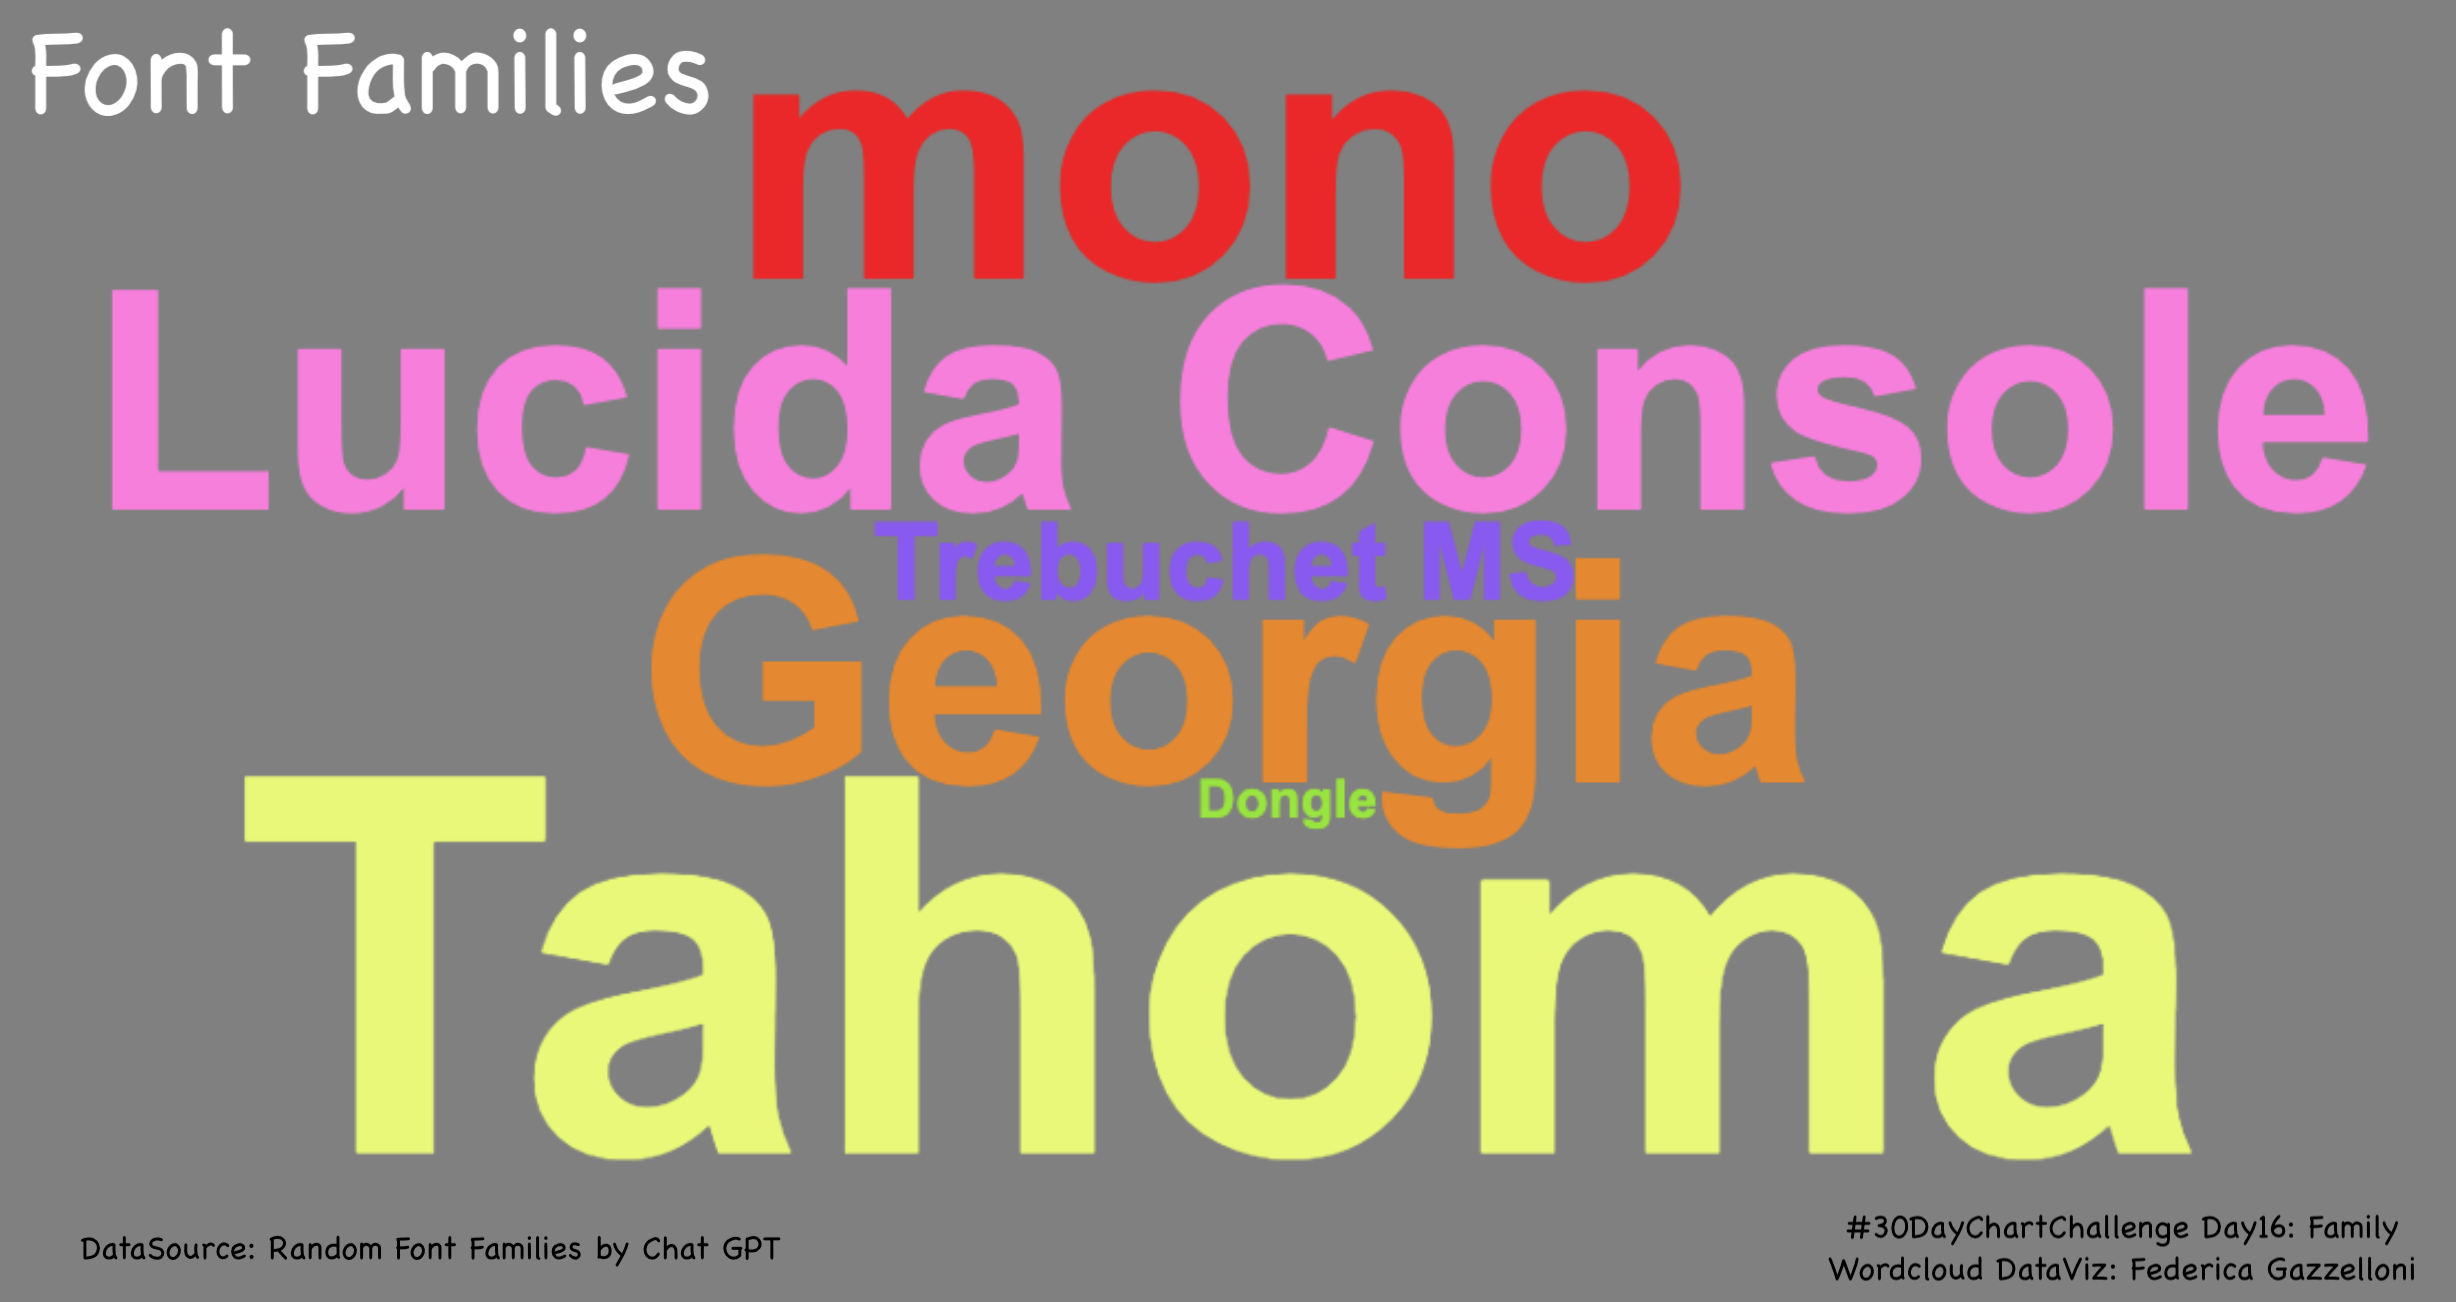 Font Families
mono
Lucida Console
Trebuchet MS
Georgia
Dongle
Tahoma
DataSource: Random Font Families by Chat GPT
#30DayChartChallenge Day16: Family
Wordcloud DataViz: Federica Gazzelloni